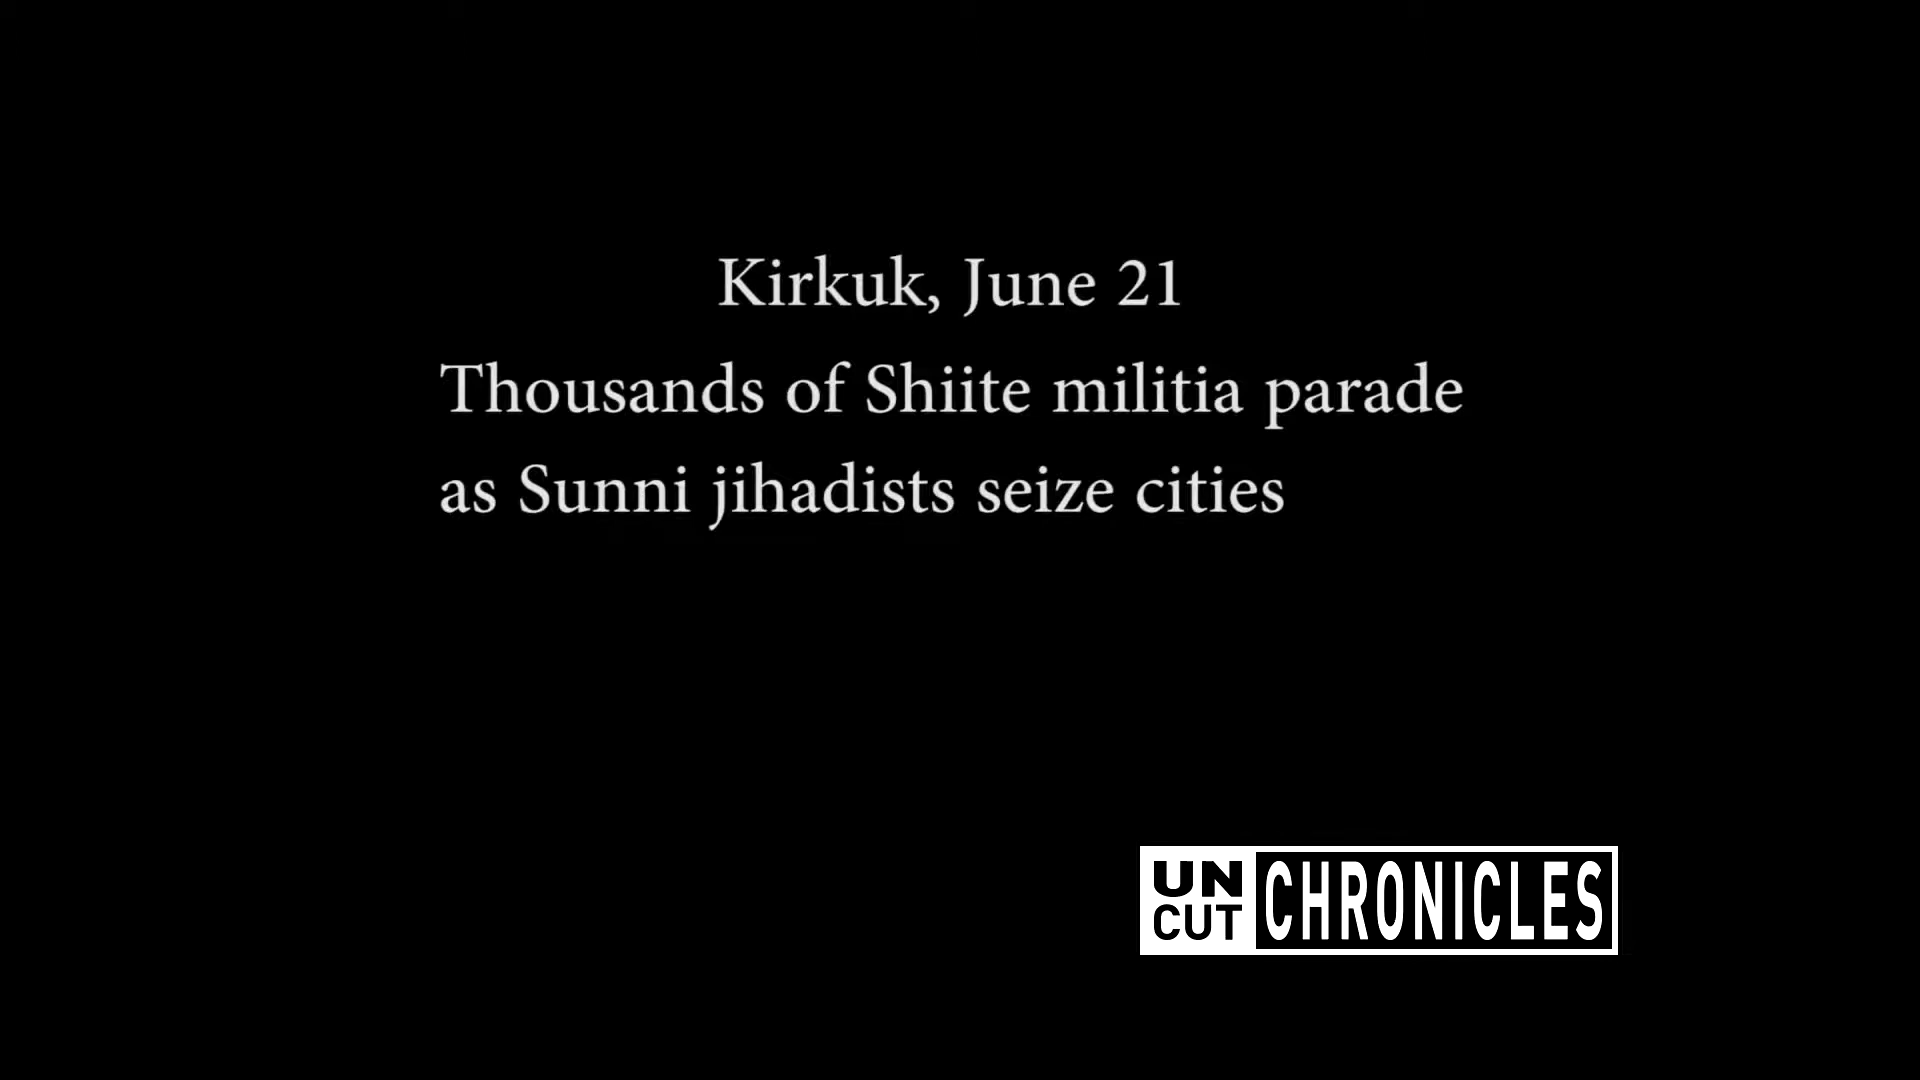 Kirkuk, June 21
Thousands of Shiite militia parade
as Sunni jihadists seize cities
UN
CUT
CHRONICLES